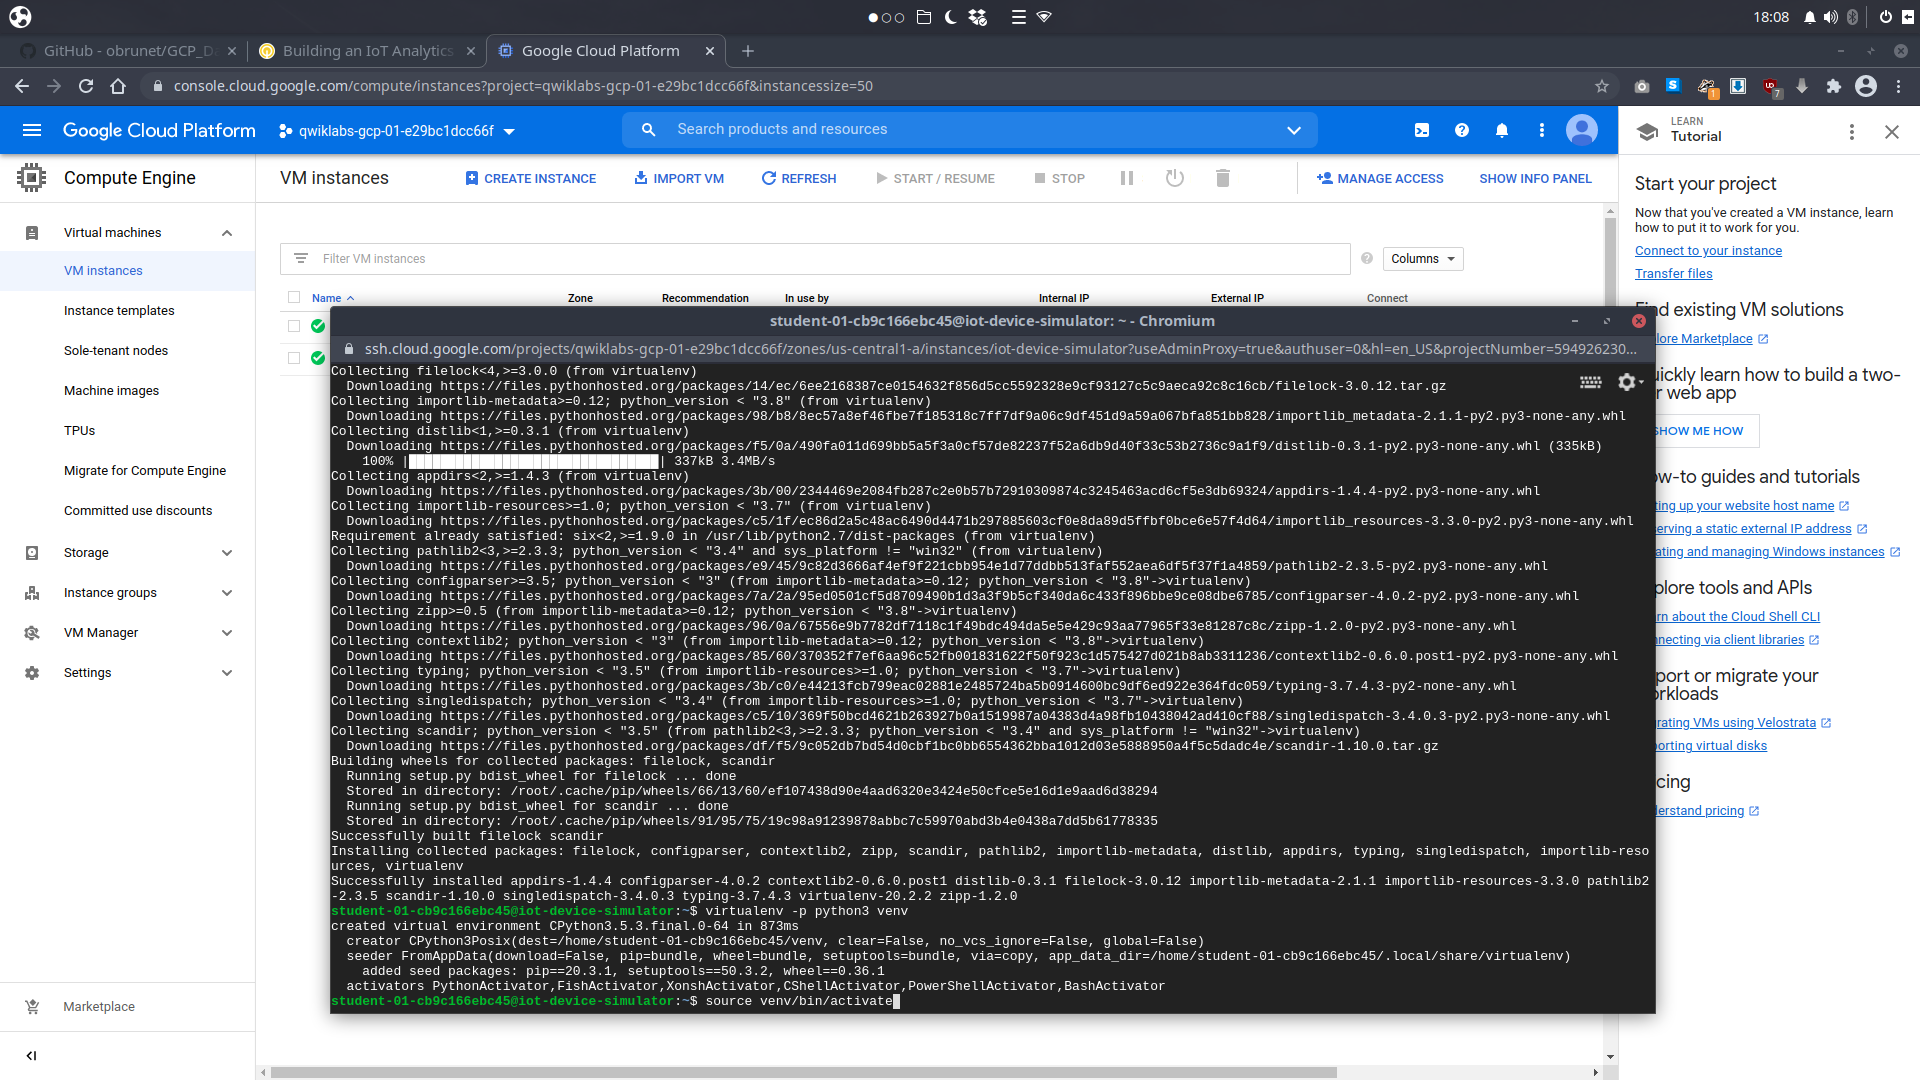 18:08
GitHub - obrunet/GCP_Da
Building an IoT Analytics
Google Cloud Platform
console.cloud.google.com/compute/instances?project=qwiklabs-gcp-01-e29bc1dcc66f&instancessize=50
1
7
Google Cloud Platform
qwiklabs-gcp-01-e29bc1dcc66f
Search products and resources
LEARN
Tutorial
Compute Engine
VM instances
CREATE INSTANCE
IMPORT VM
REFRESH
START / RESUME
STOP
MANAGE ACCESS
SHOW INFO PANEL
Virtual machines
VM instances
Instance templates
Sole-tenant nodes
Machine images
TPUs
Migrate for Compute Engine
Committed use discounts
Storage
Instance groups
VM Manager
Settings
Marketplace
Filter VM instances
Columns
Name
Zone
Recommendation
In use by
Internal IP
External IP
Connect
student-01-cb9c166ebc45@iot-device-simulator: ~ - Chromium
ssh.cloud.google.com/projects/qwiklabs-gcp-01-e29bc1dcc66f/zones/us-central1-a/instances/iot-device-simulator?useAdminProxy=true&authuser=0&hl=en_US&projectNumber=594926230...
Collecting filelock<4,>=3.0.0 (from virtualenv)
Downloading https://files.pythonhosted.org/packages/14/ec/6ee2168387ce0154632f856d5cc5592328e9cf93127c5c9aeca92c8c16cb/filelock-3.0.12.tar.gz
Collecting importlib-metadata>=0.12; python_version < "3.8" (from virtualenv)
Downloading https://files.pythonhosted.org/packages/98/b8/8ec57a8ef46fbe7f185318c7ff7df9a06c9df451d9a59a067bfa851bb828/importlib_metadata-2.1.1-py2.py3-none-any.whl
Collecting distlib<1,>=0.3.1 (from virtualenv)
Downloading https://files.pythonhosted.org/packages/f5/0a/490fa011d699bb5a5f3a0cf57de82237f52a6db9d40f33c53b2736c9a1f9/distlib-0.3.1-py2.py3-none-any.whl (335kB)
100% |████████████████████████████████| 337kB 3.4MB/s
Collecting appdirs<2,>=1.4.3 (from virtualenv)
Downloading https://files.pythonhosted.org/packages/3b/00/2344469e2084fb287c2e0b57b72910309874c3245463acd6cf5e3db69324/appdirs-1.4.4-py2.py3-none-any.whl
Collecting importlib-resources>=1.0; python_version < "3.7" (from virtualenv)
Downloading https://files.pythonhosted.org/packages/c5/1f/ec86d2a5c48ac6490d4471b297885603cf0e8da89d5ffbf0bce6e57f4d64/importlib_resources-3.3.0-py2.py3-none-any.whl
Requirement already satisfied: six<2,>=1.9.0 in /usr/lib/python2.7/dist-packages (from virtualenv)
Collecting pathlib2<3,>=2.3.3; python_version < "3.4" and sys_platform != "win32" (from virtualenv)
Downloading https://files.pythonhosted.org/packages/e9/45/9c82d3666af4ef9f221cbb954e1d77ddbb513faf552aea6df5f37f1a4859/pathlib2-2.3.5-py2.py3-none-any.whl
Collecting configparser>=3.5; python_version < "3" (from importlib-metadata>=0.12; python_version < "3.8"->virtualenv)
Downloading https://files.pythonhosted.org/packages/7a/2a/95ed0501cf5d8709490b1d3a3f9b5cf340da6c433f896bbe9ce08dbe6785/configparser-4.0.2-py2.py3-none-any.whl
Collecting zipp>=0.5 (from importlib-metadata>=0.12; python_version < "3.8"->virtualenv)
Downloading https://files.pythonhosted.org/packages/96/0a/67556e9b7782df7118c1f49bdc494da5e5e429c93aa77965f33e81287c8c/zipp-1.2.0-py2.py3-none-any.whl
Collecting contextlib2; python_version < "3" (from importlib-metadata>=0.12; python_version < "3.8"->virtualenv)
Downloading https://files.pythonhosted.org/packages/85/60/370352f7ef6aa96c52fb001831622f50f923c1d575427d021b8ab3311236/contextlib2-0.6.0.post1-py2.py3-none-any.whl
Collecting typing; python_version < "3.5" (from importlib-resources>=1.0; python_version < "3.7"->virtualenv)
Downloading https://files.pythonhosted.org/packages/3b/c0/e44213fcb799eac02881e2485724ba5b0914600bc9df6ed922e364fdc059/typing-3.7.4.3-py2-none-any.whl
Collecting singledispatch; python_version < "3.4" (from importlib-resources>=1.0; python_version < "3.7"->virtualenv)
Downloading https://files.pythonhosted.org/packages/c5/10/369f50bcd4621b263927b0a1519987a04383d4a98fb10438042ad410cf88/singledispatch-3.4.0.3-py2.py3-none-any.whl
Collecting scandir; python_version < "3.5" (from pathlib2<3,>=2.3.3; python_version < "3.4" and sys_platform != "win32"->virtualenv)
Downloading https://files.pythonhosted.org/packages/df/f5/9c052db7bd54d0cbf1bc0bb6554362bba1012d03e5888950a4f5c5dadc4e/scandir-1.10.0.tar.gz
Building wheels for collected packages: filelock, scandir
Running setup.py bdist_wheel for filelock ... done
Stored in directory: /root/.cache/pip/wheels/66/13/60/ef107438d90e4aad6320e3424e50cfce5e16d1e9aad6d38294
Running setup.py bdist_wheel for scandir ... done
Stored in directory: /root/.cache/pip/wheels/91/95/75/19c98a91239878abbc7c59970abd3b4e0438a7dd5b61778335
Successfully built filelock scandir
Installing collected packages: filelock, configparser, contextlib2, zipp, scandir, pathlib2, importlib-metadata, distlib, appdirs, typing, singledispatch, importlib-reso
urces, virtualenv
Successfully installed appdirs-1.4.4 configparser-4.0.2 contextlib2-0.6.0.post1 distlib-0.3.1 filelock-3.0.12 importlib-metadata-2.1.1 importlib-resources-3.3.0 pathlib2
-2.3.5 scandir-1.10.0 singledispatch-3.4.0.3 typing-3.7.4.3 virtualenv-20.2.2 zipp-1.2.0
student-01-cb9c166ebc45@iot-device-simulator:~$ virtualenv -p python3 venv
created virtual environment CPython3.5.3.final.0-64 in 873ms
creator CPython3Posix(dest=/home/student-01-cb9c166ebc45/venv, clear=False, no_vcs_ignore=False, global=False)
seeder FromAppData(download=False, pip=bundle, wheel=bundle, setuptools=bundle, via=copy, app_data_dir=/home/student-01-cb9c166ebc45/.local/share/virtualenv)
added seed packages: pip==20.3.1, setuptools==50.3.2, wheel==0.36.1
activators PythonActivator,FishActivator,XonshActivator,CShellActivator,PowerShellActivator,BashActivator
student-01-cb9c166ebc45@iot-device-simulator:~$ source venv/bin/activate
Start your project
Now that you've created a VM instance, learn
how to put it to work for you.
Connect to your instance
Transfer files
nd existing VM solutions
lore Marketplace
uickly learn how to build a two-
r web app
SHOW ME HOW
ow-to guides and tutorials
ting up your website host name
erving a static external IP address
ating and managing Windows instances
plore tools and APIs
rn about the Cloud Shell CLI
nnecting via client libraries
port or migrate your
orkloads
grating VMs using Velostrata
porting virtual disks
icing
derstand pricing